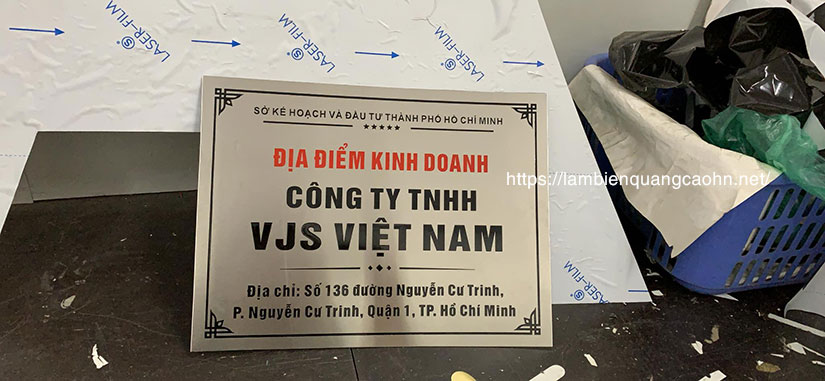 LASER-FILM
LASER-FILM
LASER-FILM
LASER-FILM
SỞ KẾ HOẠCH VÀ ĐẦU TƯ THÀNH PHỐ HỒ CHÍ MINH
ĐỊA ĐIỂM KINH DOANH
CÔNG TY TNHH
VJS VIỆT NAM
Địa chỉ: Số 136 đường Nguyễn Cư Trinh,
P. Nguyễn Cư Trinh, Quận 1, TP. Hồ Chí Minh
https://lambienquangcaohn.net/
LASER-FILM